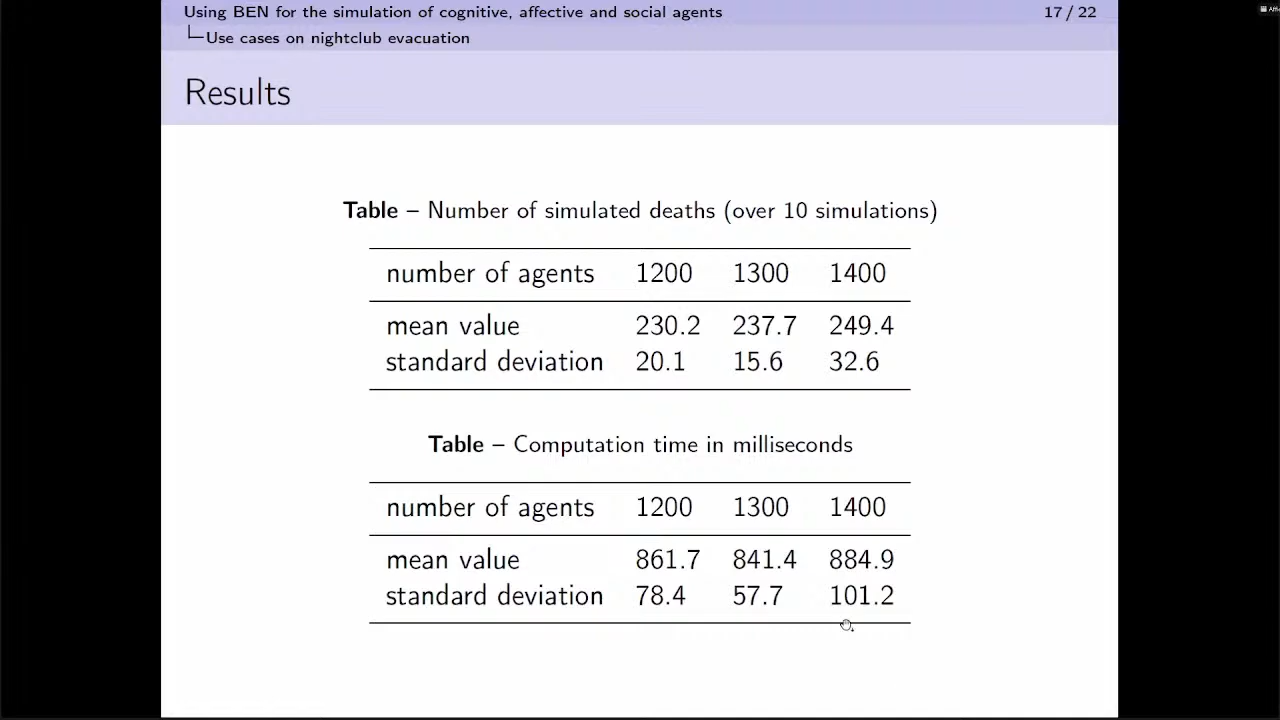 Using BEN for the simulation of cognitive, affective and social agents 17 / 22
Use cases on nightclub evacuation
Results
Table – Number of simulated deaths (over 10 simulations)
number of agents 1200 1300 1400
mean value 230.2 237.7 249.4
standard deviation 20.1 15.6 32.6
Table – Computation time in milliseconds
number of agents 1200 1300 1400
mean value 861.7 841.4 884.9
standard deviation 78.4 57.7 101.2